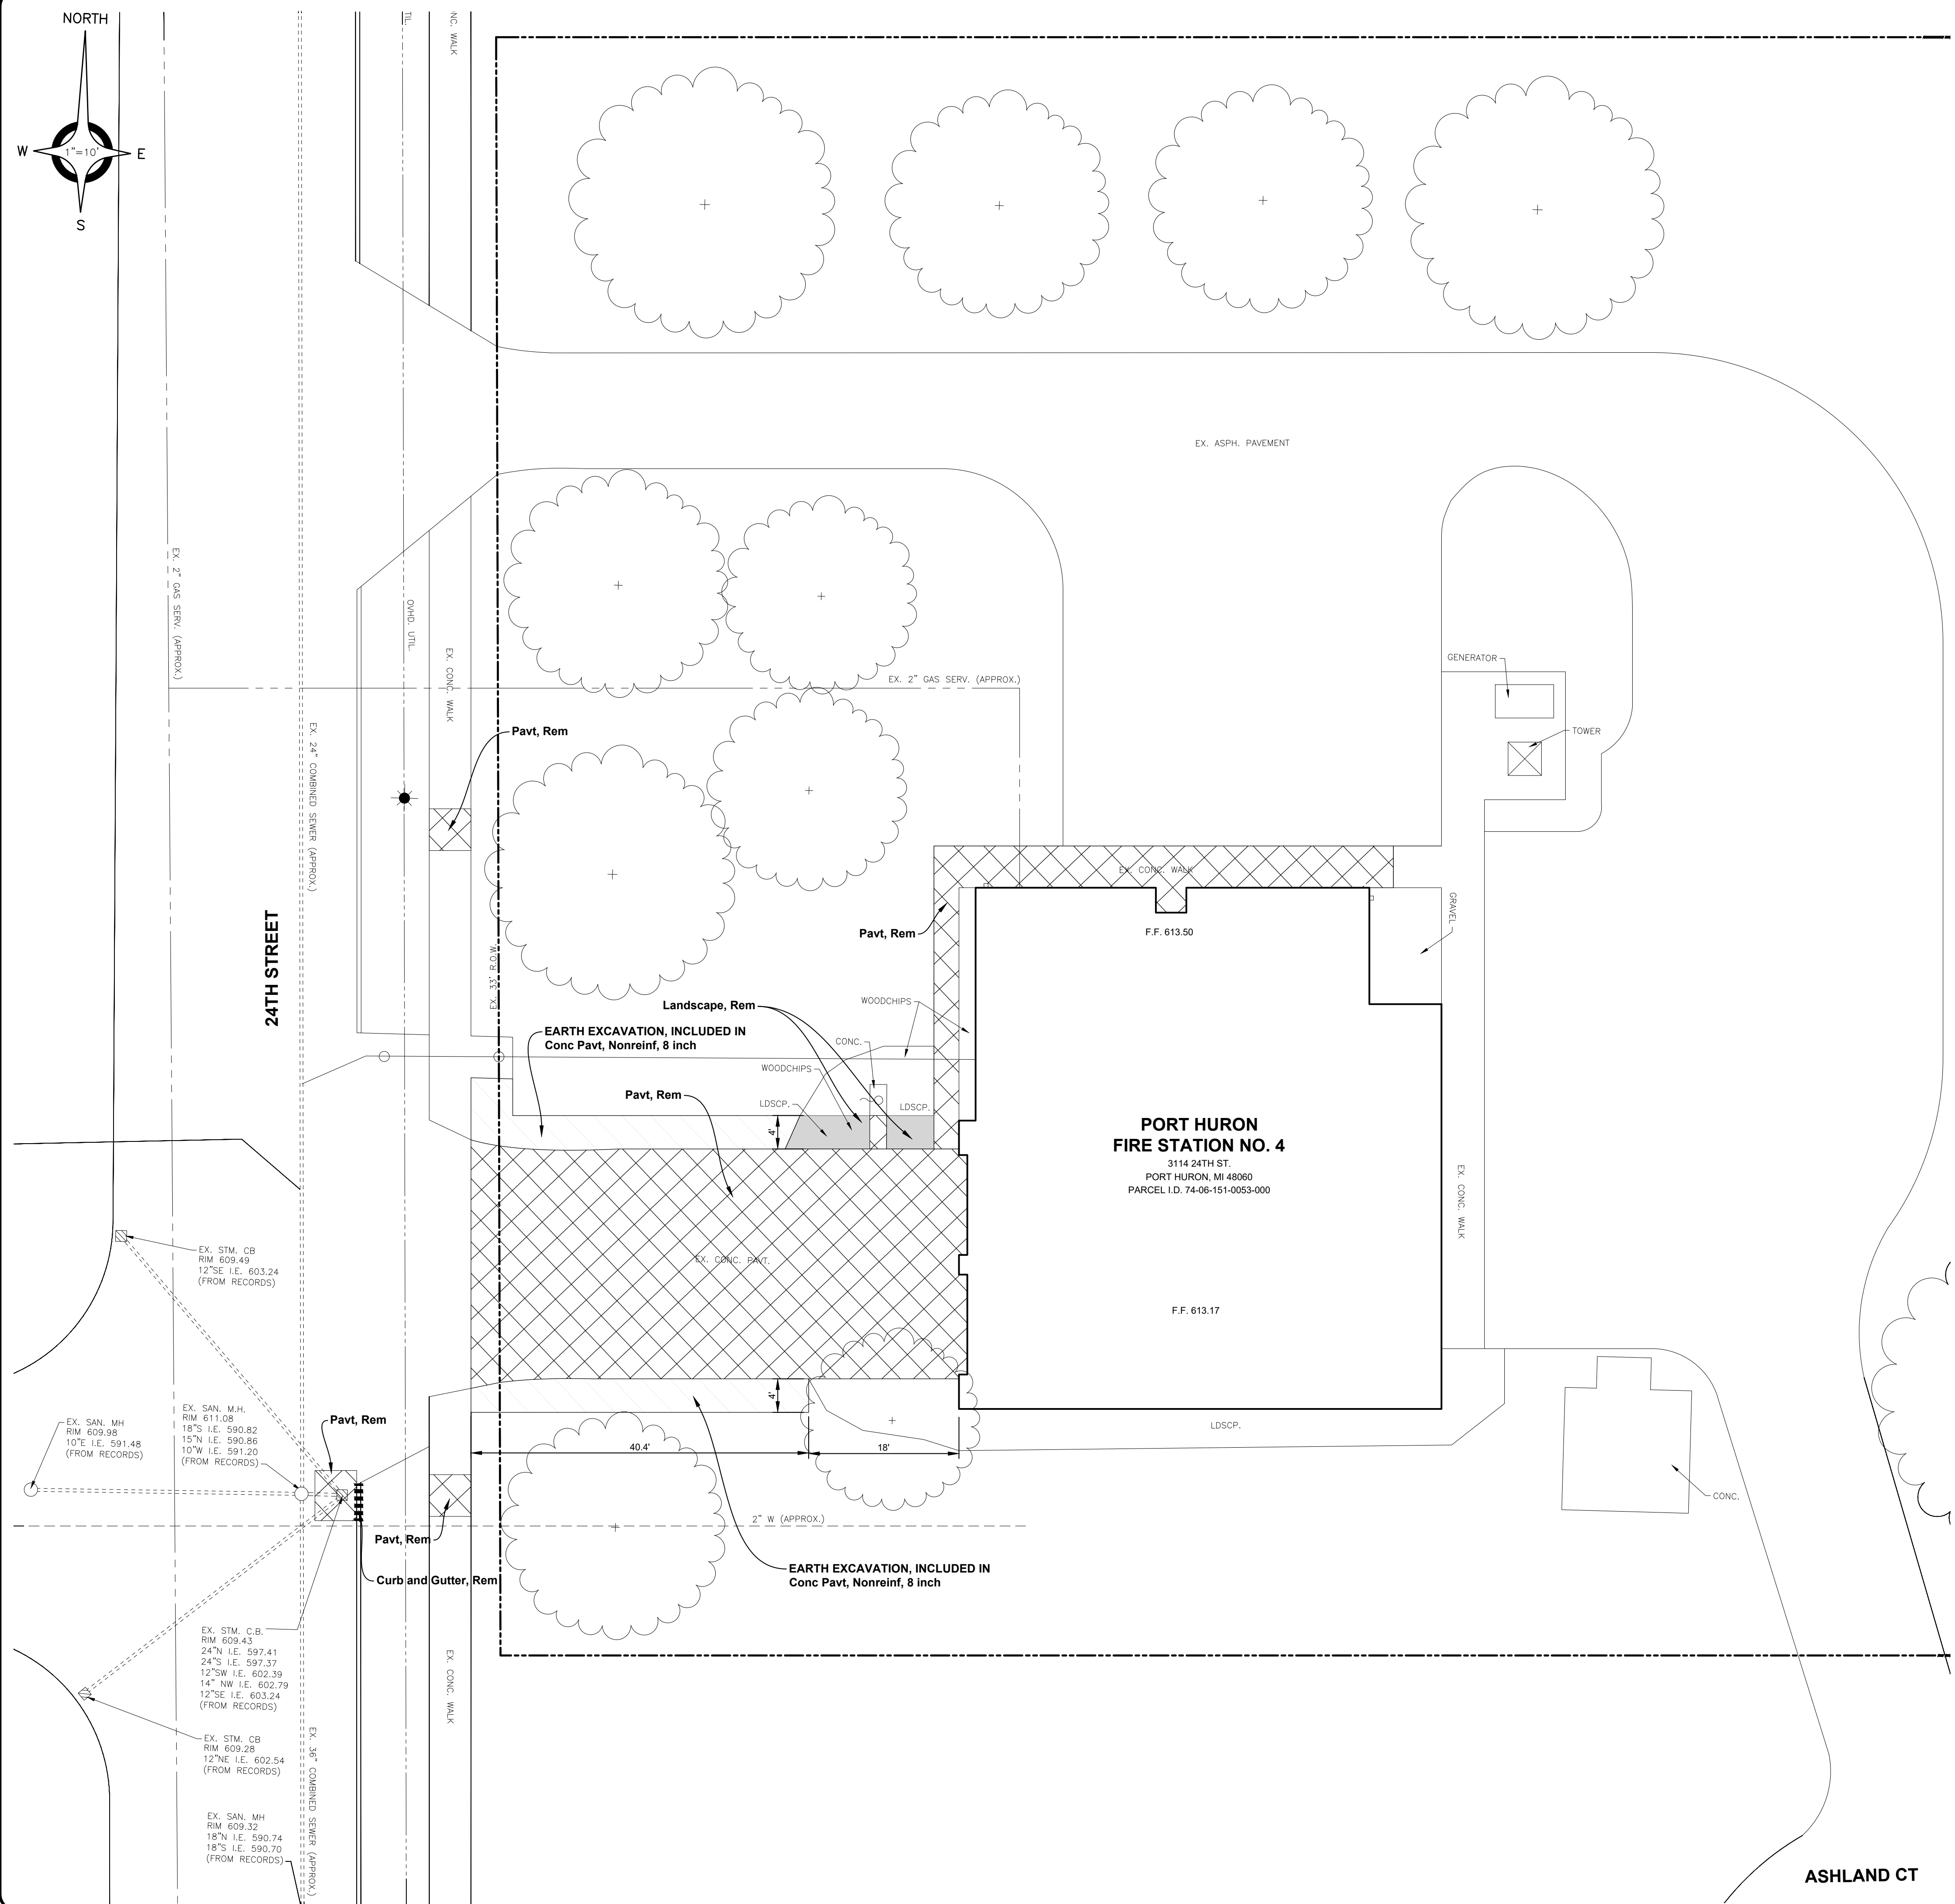 NORTH
W
1"=10'
E
S
TIL.
NC. WALK
EX. ASPH. PAVEMENT
EX. 2" GAS SERV. (APPROX.)
OVHD. UTIL.
EX. CONC. WALK
EX. 2" GAS SERV. (APPROX.)
GENERATOR
TOWER
Pavt, Rem
EX. 24" COMBINED SEWER (APPROX.)
24TH STREET
EX. CONC. WALK
GRAVEL
Pavt, Rem
F.F. 613.50
EX. 33' R.O.W.
Landscape, Rem
WOODCHIPS
EARTH EXCAVATION, INCLUDED IN
Conc Pavt, Nonreinf, 8 inch
CONC.
WOODCHIPS
Pavt, Rem
LDSCP.
LDSCP.
4'
PORT HURON
FIRE STATION NO. 4
3114 24TH ST.
PORT HURON, MI 48060
PARCEL I.D. 74-06-151-0053-000
EX. CONC. WALK
EX. CONC. PAVT.
F.F. 613.17
EX. STM. CB
RIM 609.49
12"SE I.E. 603.24
(FROM RECORDS)
4'
EX. SAN. MH
RIM 609.98
10"E I.E. 591.48
(FROM RECORDS)
EX. SAN. M.H.
RIM 611.08
18"S I.E. 590.82
15"N I.E. 590.86
10"W I.E. 591.20
(FROM RECORDS)
Pavt, Rem
40.4'
18'
LDSCP.
CONC.
2" W (APPROX.)
Pavt, Rem
EARTH EXCAVATION, INCLUDED IN
Conc Pavt, Nonreinf, 8 inch
Curb and Gutter, Rem
EX. STM. C.B.
RIM 609.43
24"N I.E. 597.41
24"S I.E. 597.37
12"SW I.E. 602.39
14" NW I.E. 602.79
12"SE I.E. 603.24
(FROM RECORDS)
EX. CONC. WALK
EX. STM. CB
RIM 609.28
12"NE I.E. 602.54
(FROM RECORDS)
EX. 36" COMBINED SEWER (APPROX.)
EX. SAN. MH
RIM 609.32
18"N I.E. 590.74
18"S I.E. 590.70
(FROM RECORDS)
ASHLAND CT